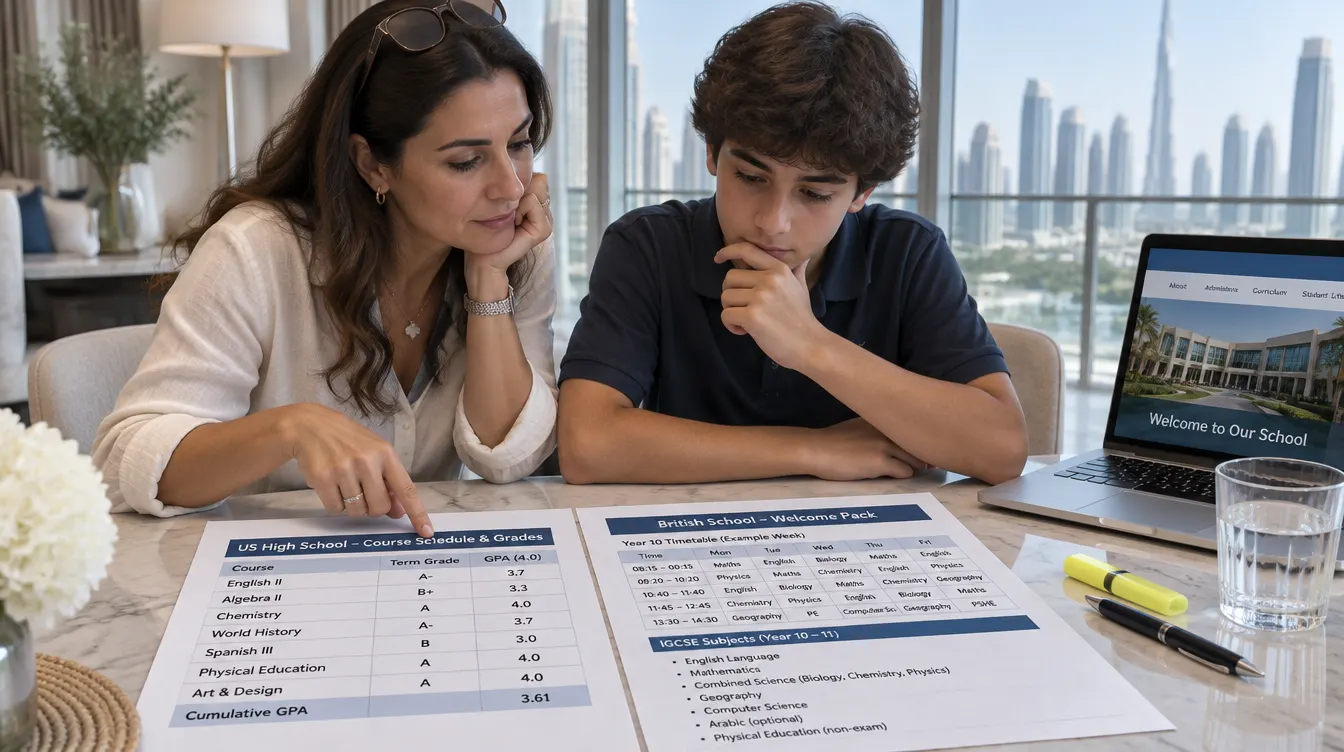 US High School – Course Schedule & Grades
Course Term Grade GPA (4.0)
English II A- 3.7
Algebra II B+ 3.3
Chemistry A 4.0
World History A- 3.7
Spanish III B 3.0
Physical Education A 4.0
Art & Design A 4.0
Cumulative GPA 3.61
British School – Welcome Pack
Year 10 Timetable (Example Week)
Time Mon Tue Wed Thu Fri
08:15 – 00:15 Maths English Biology Maths English
09:20 – 10:20 Physics Maths Chemistry English Physics
10:40 – 11:40 English Biology Maths Chemistry Geography
11:45 – 12:45 Chemistry Physics English Biology Maths
13:30 – 14:30 Geography PE Computer Sc. Geography PSHE
IGCSE Subjects (Year 10 – 11)
• English Language
• Mathematics
• Combined Science (Biology, Chemistry, Physics)
• Geography
• Computer Science
• Arabic (optional)
• Physical Education (non-exam)
About Admissions Curriculum Student
Welcome to Our School